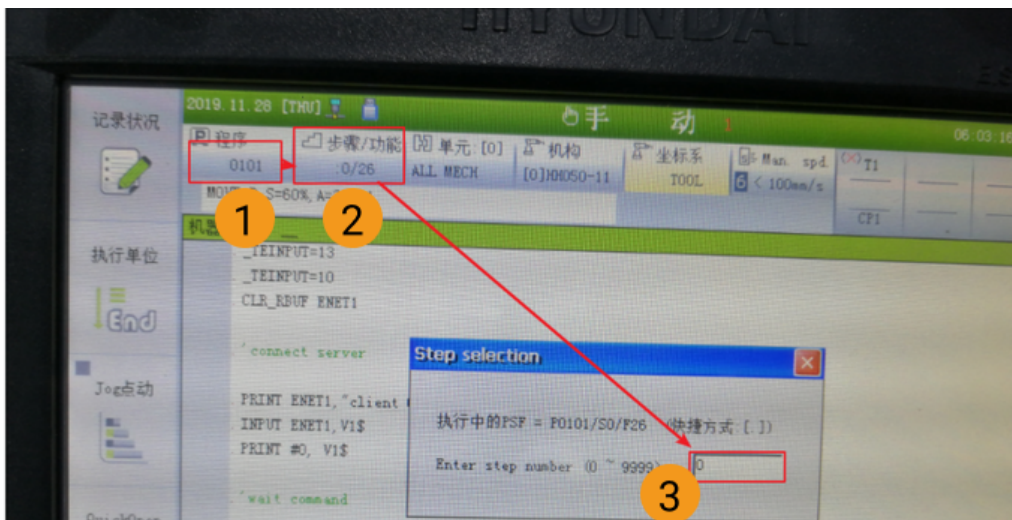 HYUNDAI
2019.11.28 [THU]
手 动
06:03:16
记录状况
程序
步骤/功能
单元:[0]
机构
坐标系
Man. spd.
T1
0101
:0/26
ALL MECH
[0]HH050-11
TOOL
6 < 100mm/s
S=60%,
CP1
1
2
执行单位
_TEINPUT=13
_TEINPUT=10
CLR_RBUF ENET1
End
'connect server
Step selection
Jog点动
PRINT ENET1,"client
INPUT ENET1,V1$
PRINT #0, V1$
执行中的PSF = P0101/S0/F26 (快捷方式:[.])
Enter step number (0 ~ 9999)
0
3
'wait command